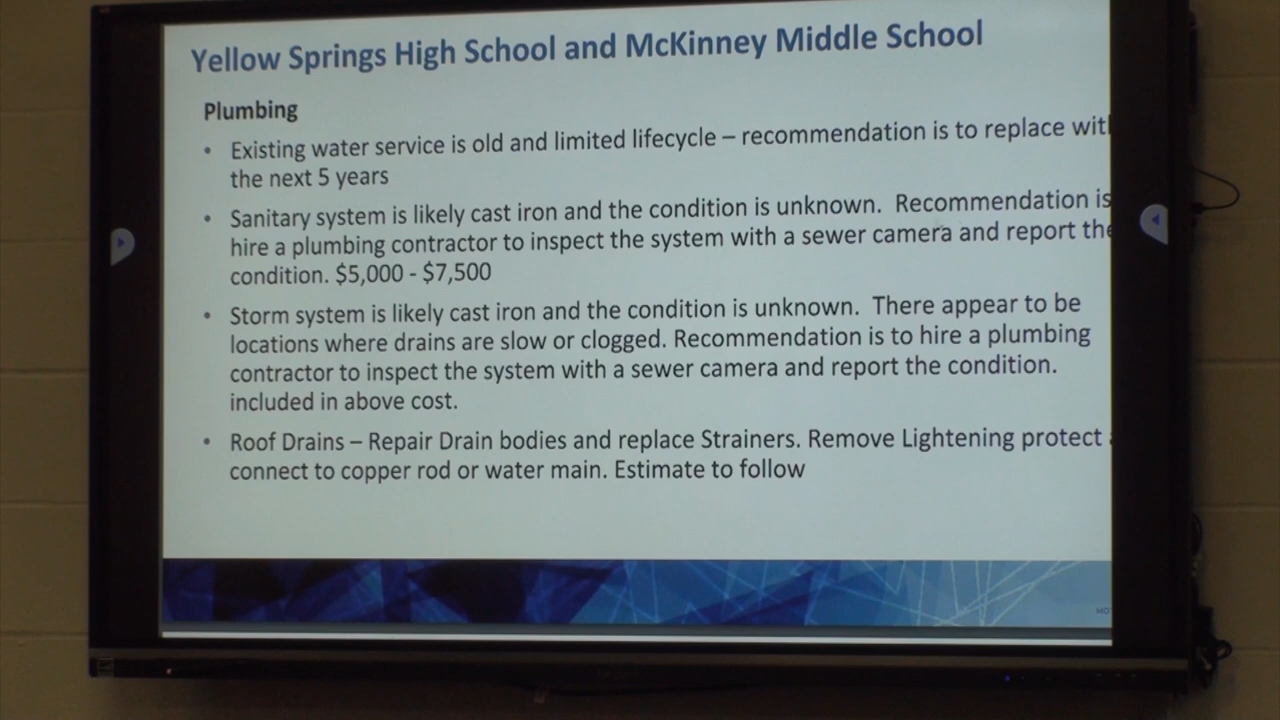 Yellow Springs High School and McKinney Middle School
Plumbing
• Existing water service is old and limited lifecycle – recommendation is to replace wit
the next 5 years
• Sanitary system is likely cast iron and the condition is unknown. Recommendation is
hire a plumbing contractor to inspect the system with a sewer camera and report the
condition. $5,000 - $7,500
• Storm system is likely cast iron and the condition is unknown. There appear to be
locations where drains are slow or clogged. Recommendation is to hire a plumbing
contractor to inspect the system with a sewer camera and report the condition.
included in above cost.
• Roof Drains – Repair Drain bodies and replace Strainers. Remove Lightening protect
connect to copper rod or water main. Estimate to follow